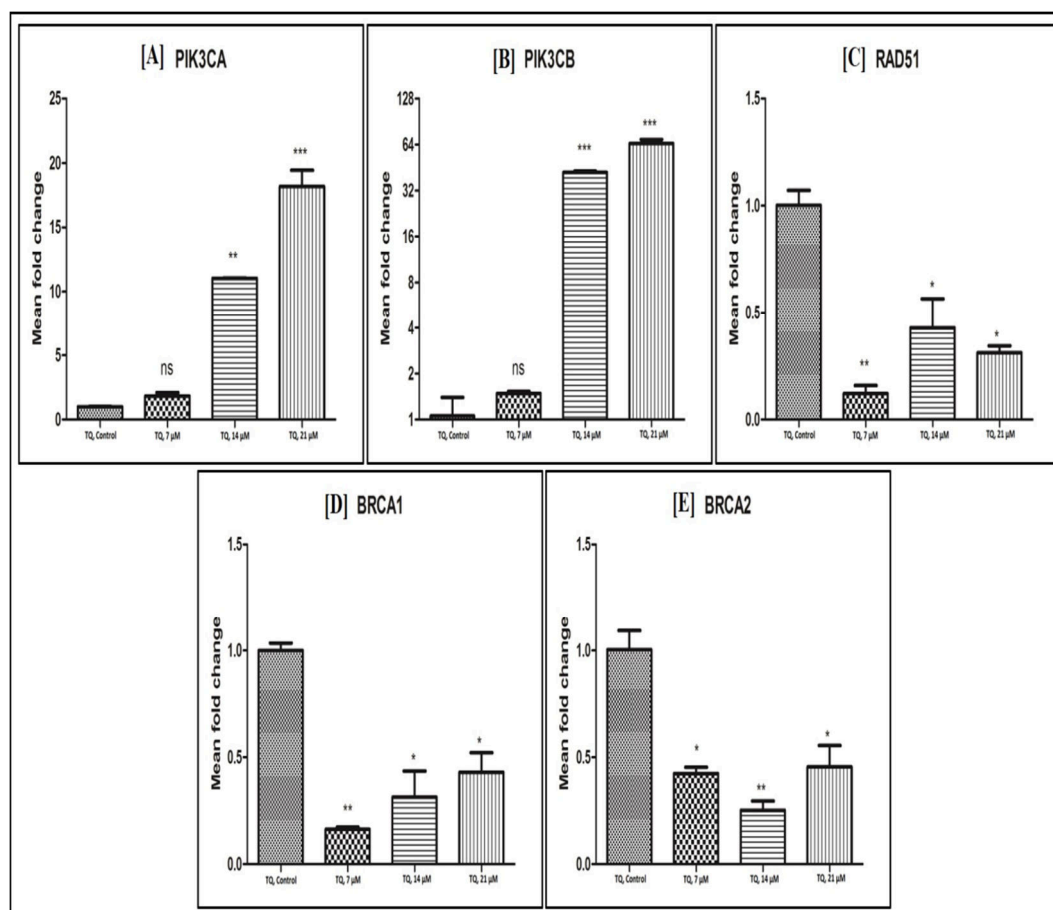 [A] PIK3CA
Mean fold change
25
20
15
10
5
0
ns
**
***
TQ, Control
TQ, 7 µM
TQ, 14 µM
TQ, 21 µM
[B] PIK3CB
Mean fold change
128
64
32
16
8
4
2
1
ns
***
***
TQ, Control
TQ, 7 µM
TQ, 14 µM
TQ, 21 µM
[C] RAD51
Mean fold change
1.5
1.0
0.5
0.0
**
*
*
TQ, Control
TQ, 7 µM
TQ, 14 µM
TQ, 21 µM
[D] BRCA1
Mean fold change
1.5
1.0
0.5
0.0
**
*
*
TQ, Control
TQ, 7 µM
TQ, 14 µM
TQ, 21 µM
[E] BRCA2
Mean fold change
1.5
1.0
0.5
0.0
*
**
*
TQ, Control
TQ, 7 µM
TQ, 14 µM
TQ, 21 µM